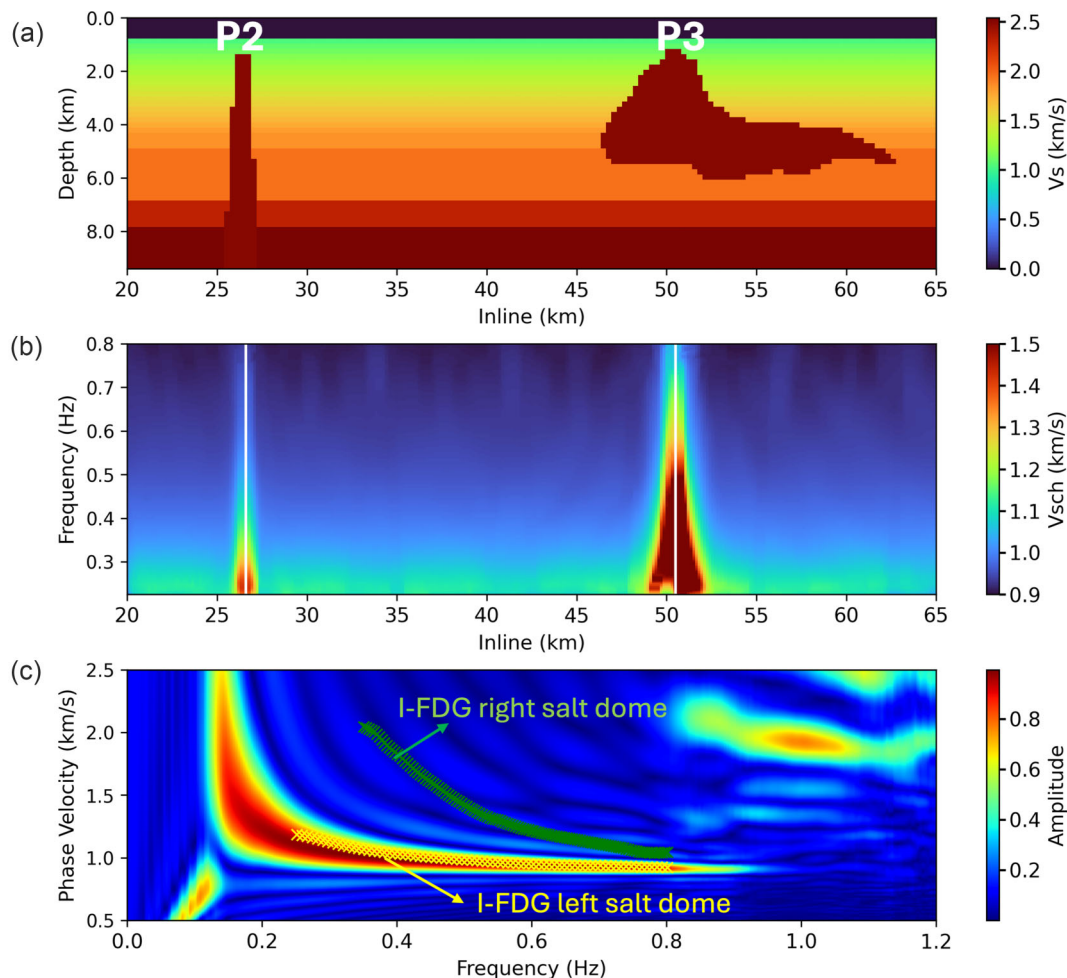 (a)
P2
P3
0.0
2.0
4.0
6.0
8.0
Depth (km)
20 25 30 35 40 45 50 55 60 65
Inline (km)
2.5
2.0
1.5
1.0
0.5
0.0
Vs (km/s)
(b)
0.8
0.7
0.6
0.5
0.4
0.3
Frequency (Hz)
20 25 30 35 40 45 50 55 60 65
Inline (km)
1.5
1.4
1.3
1.2
1.1
1.0
0.9
Vsch (km/s)
(c)
2.5
2.0
1.5
1.0
0.5
Phase Velocity (km/s)
I-FDG right salt dome
I-FDG left salt dome
0.0 0.2 0.4 0.6 0.8 1.0 1.2
Frequency (Hz)
0.8
0.6
0.4
0.2
Amplitude